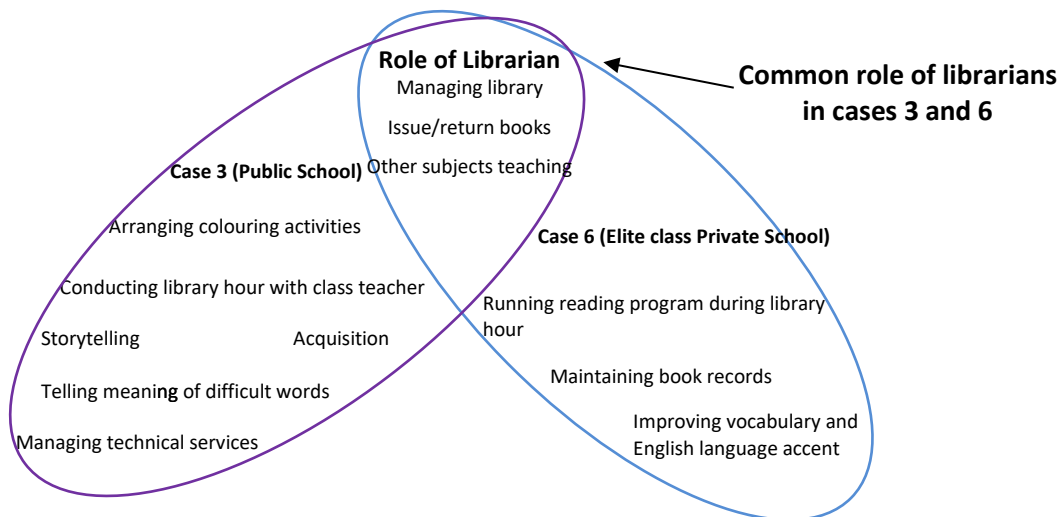 Role of Librarian
Managing library
Issue/return books
Other subjects teaching
Common role of librarians
in cases 3 and 6
Case 3 (Public School)
Arranging colouring activities
Conducting library hour with class teacher
Storytelling
Acquisition
Telling meaning of difficult words
Managing technical services
Case 6 (Elite class Private School)
Running reading program during library
hour
Maintaining book records
Improving vocabulary and
English language accent